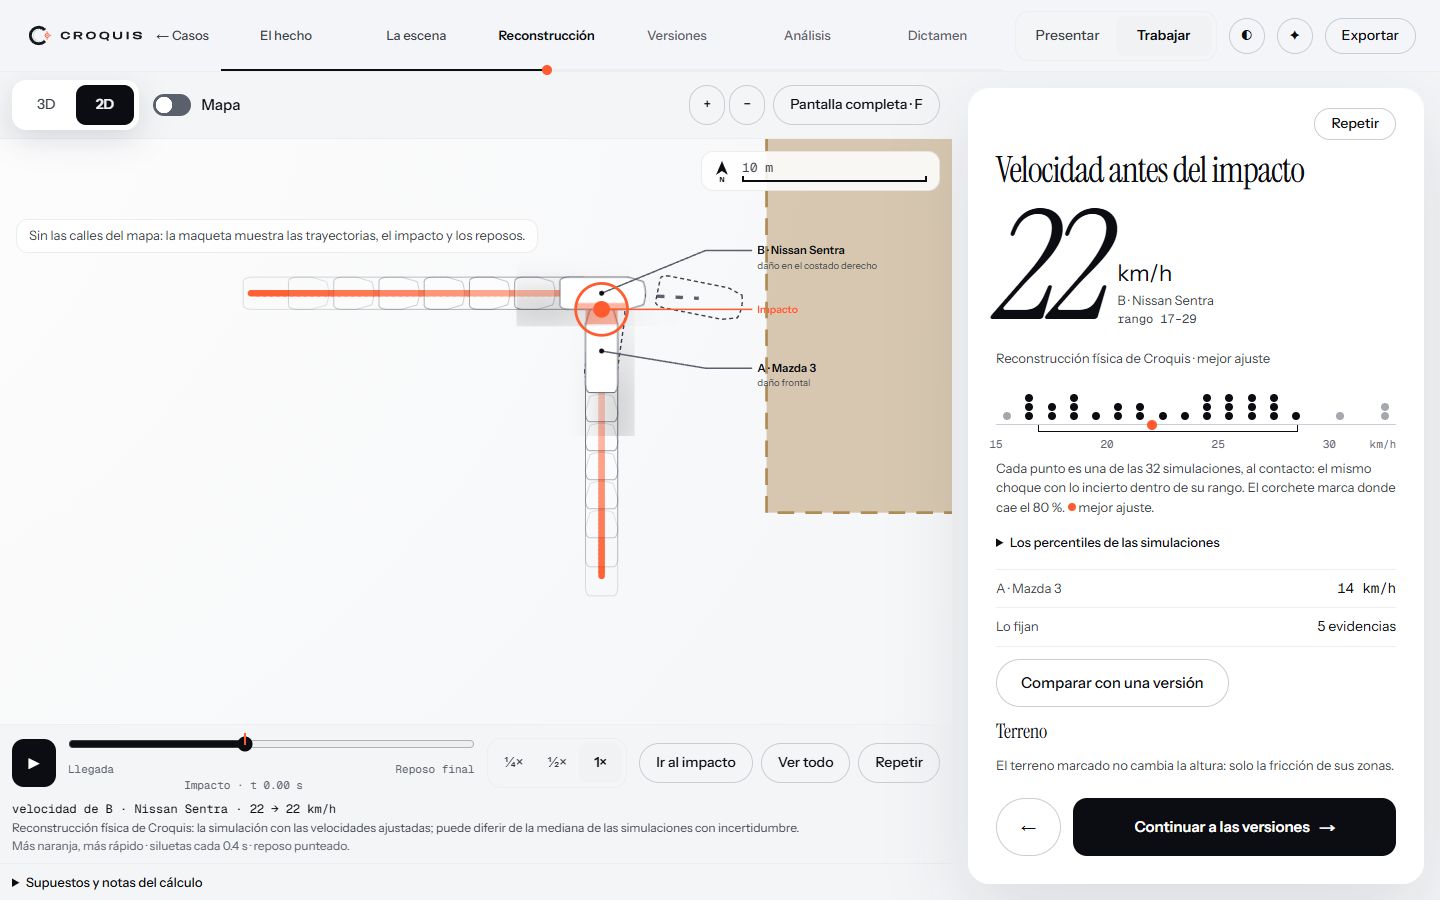 CROQUIS
← Casos
El hecho
La escena
Reconstrucción
Versiones
Análisis
Dictamen
Presentar
Trabajar
Exportar
3D
2D
Mapa
+
−
Pantalla completa · F
N
10 m
Sin las calles del mapa: la maqueta muestra las trayectorias, el impacto y los reposos.
B · Nissan Sentra
daño en el costado derecho
Impacto
A · Mazda 3
daño frontal
Llegada
Reposo final
Impacto · t 0.00 s
¼×
½×
1×
Ir al impacto
Ver todo
Repetir
velocidad de B · Nissan Sentra · 22 → 22 km/h
Reconstrucción física de Croquis: la simulación con las velocidades ajustadas; puede diferir de la mediana de las simulaciones con incertidumbre.
Más naranja, más rápido · siluetas cada 0.4 s · reposo punteado.
Supuestos y notas del cálculo
Repetir
Velocidad antes del impacto
22
km/h
B · Nissan Sentra
rango 17–29
Reconstrucción física de Croquis · mejor ajuste
15 20 25 30 km/h
Cada punto es una de las 32 simulaciones, al contacto: el mismo
choque con lo incierto dentro de su rango. El corchete marca donde
cae el 80 %. mejor ajuste.
Los percentiles de las simulaciones
A · Mazda 3 14 km/h
Lo fijan 5 evidencias
Comparar con una versión
Terreno
El terreno marcado no cambia la altura: solo la fricción de sus zonas.
←
Continuar a las versiones →